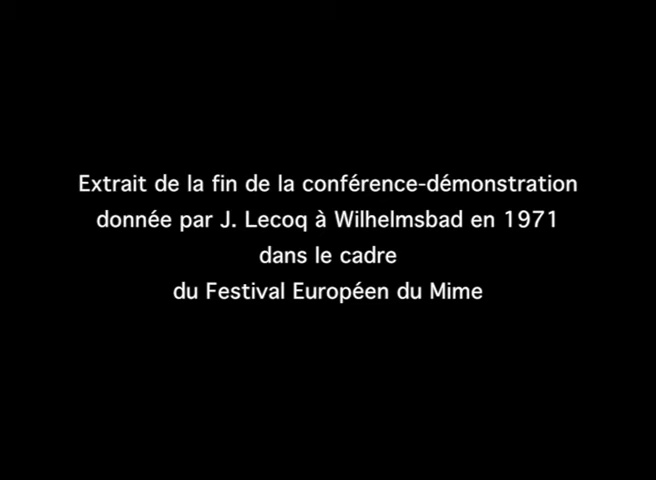 Extrait de la fin de la conférence-démonstration
donnée par J. Lecoq à Wilhelmsbad en 1971
dans le cadre
du Festival Européen du Mime